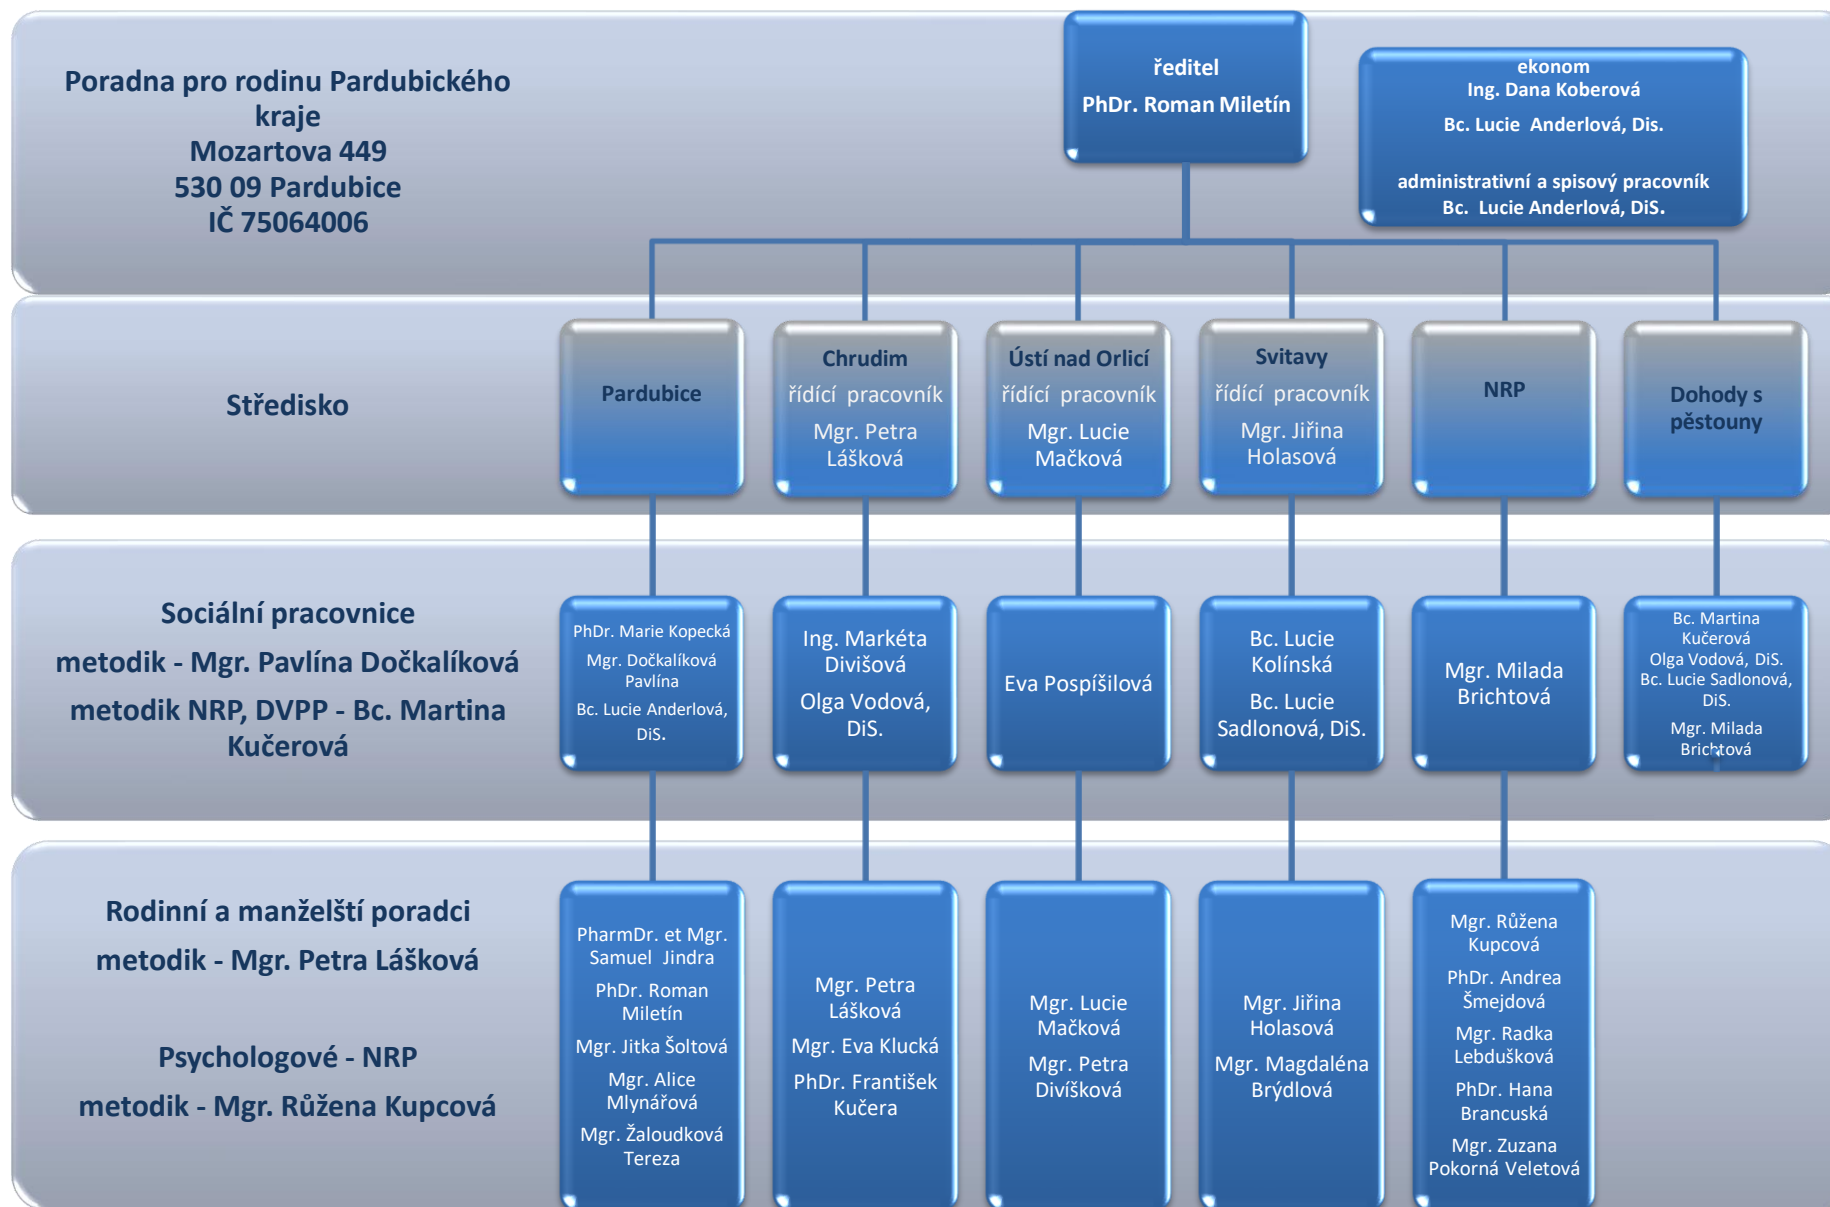 Poradna pro rodinu Pardubického
kraje
Mozartova 449
530 09 Pardubice
IČ 75064006
ředitel
PhDr. Roman Miletín
ekonom
Ing. Dana Koberová
Bc. Lucie Anderlová, Dis.
administrativní a spisový pracovník
Bc. Lucie Anderlová, DiS.
Středisko
Pardubice
Chrudim
řídící pracovník
Mgr. Petra
Lášková
Ústí nad Orlicí
řídící pracovník
Mgr. Lucie
Mačková
Svitavy
řídící pracovník
Mgr. Jiřina
Holasová
NRP
Dohody s
pěstouny
Sociální pracovnice
metodik - Mgr. Pavlína Dočkalíková
metodik NRP, DVPP - Bc. Martina
Kučerová
PhDr. Marie Kopecká
Mgr. Dočkalíková
Pavlína
Bc. Lucie Anderlová,
DiS.
Ing. Markéta
Divišová
Olga Vodová,
DiS.
Eva Pospíšilová
Bc. Lucie
Kolínská
Bc. Lucie
Sadlonová, DiS.
Mgr. Milada
Brichtová
Bc. Martina
Kučerová
Olga Vodová, DiS.
Bc. Lucie Sadlonová,
DiS.
Mgr. Milada
Brichtová
Rodinní a manželští poradci
metodik - Mgr. Petra Lášková
Psychologové - NRP
metodik - Mgr. Růžena Kupcová
PharmDr. et Mgr.
Samuel Jindra
PhDr. Roman
Miletín
Mgr. Jitka Šoltová
Mgr. Alice
Mlynářová
Mgr. Žaloudková
Tereza
Mgr. Petra
Lášková
Mgr. Eva Klucká
PhDr. František
Kučera
Mgr. Lucie
Mačková
Mgr. Petra
Divíšková
Mgr. Jiřina
Holasová
Mgr. Magdaléna
Brýdlová
Mgr. Růžena
Kupcová
PhDr. Andrea
Šmejdová
Mgr. Radka
Lebdušková
PhDr. Hana
Brancuská
Mgr. Zuzana
Pokorná Veletová